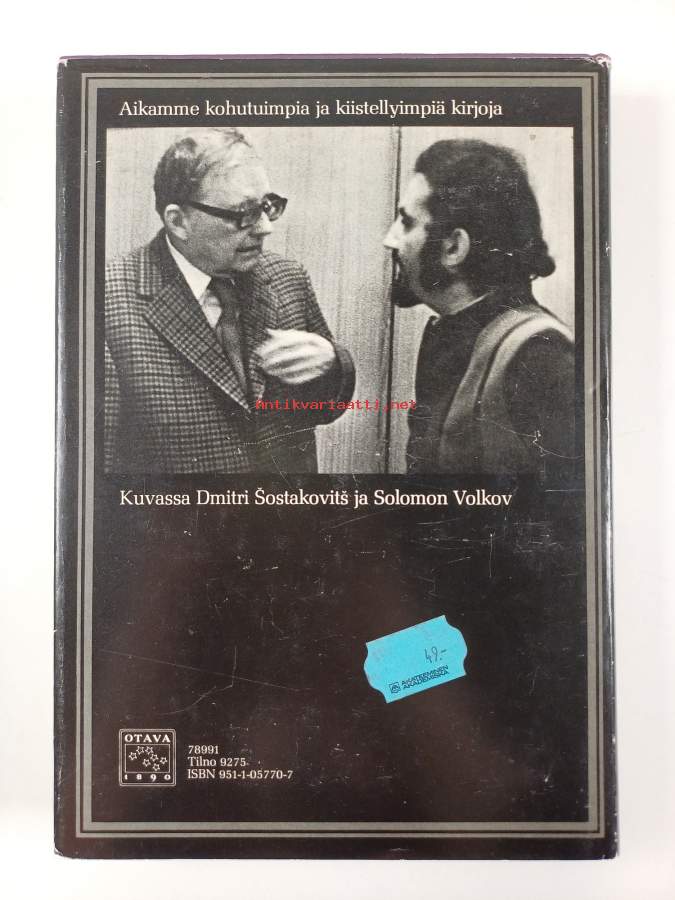 Aikamme kohutuimpia ja kiistellyimpiä kirjoja
Antikvariaatti.net
Kuvassa Dmitri Šostakovitš ja Solomon Volkov
49.-
AKATEEMINEN
AKADEMISKA
OTAVA
1890
78991
Tilno 9275
ISBN 951-1-05770-7